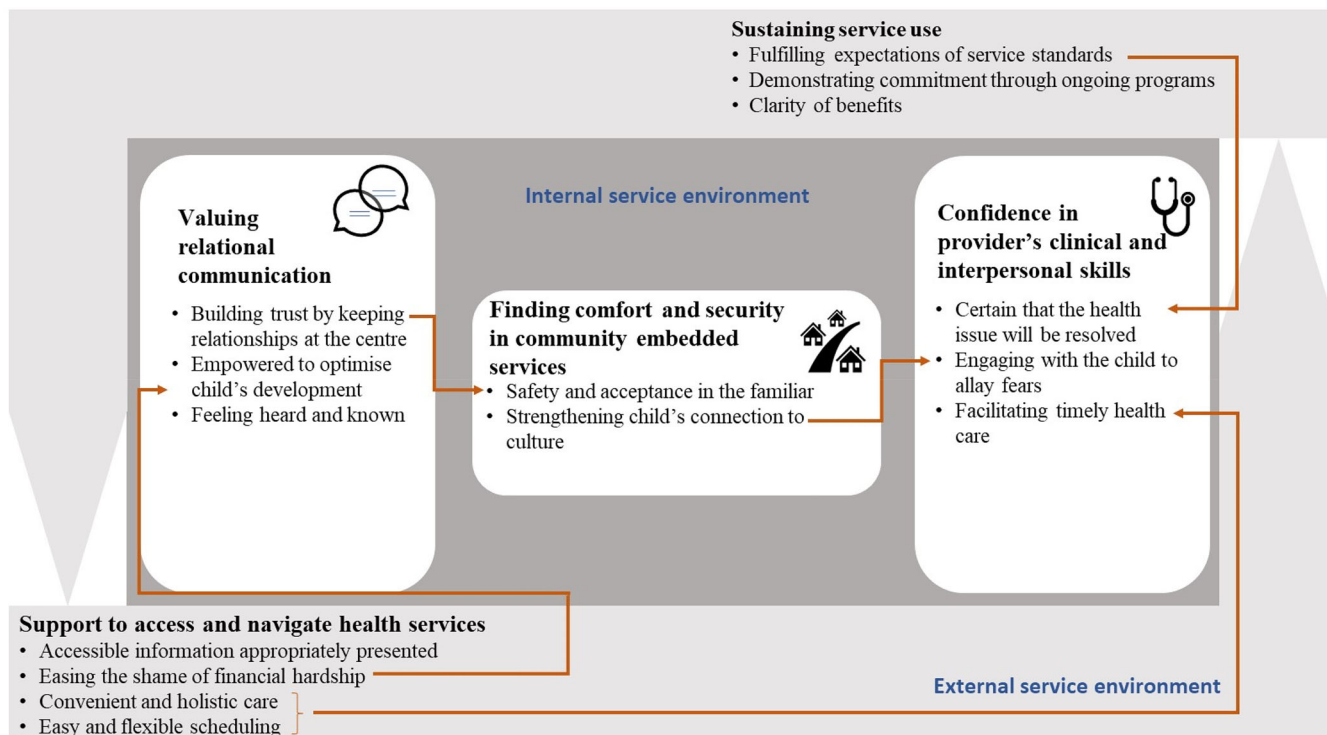 Sustaining service use
• Fulfilling expectations of service standards
• Demonstrating commitment through ongoing programs
• Clarity of benefits
Internal service environment
Valuing
relational
communication
• Building trust by keeping
relationships at the centre
• Empowered to optimise
child's development
• Feeling heard and known
Finding comfort and security
in community embedded
services
• Safety and acceptance in the familiar
• Strengthening child's connection to
culture
Confidence in
provider's clinical and
interpersonal skills
• Certain that the health
issue will be resolved
• Engaging with the child to
allay fears
• Facilitating timely health
care
Support to access and navigate health services
• Accessible information appropriately presented
• Easing the shame of financial hardship
• Convenient and holistic care
• Easy and flexible scheduling
External service environment